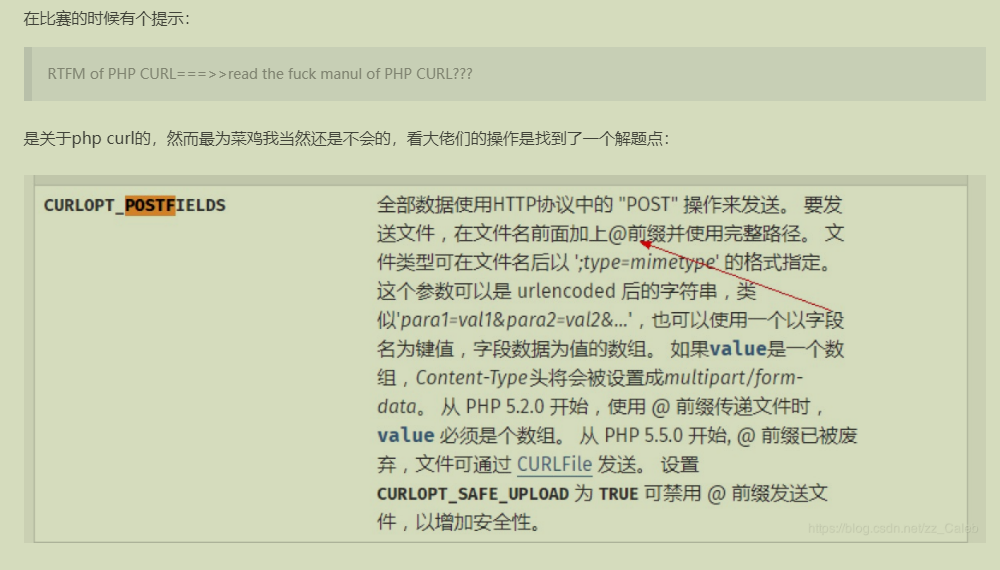 在比赛的时候有个提示：
RTFM of PHP CURL===>>read the fuck manul of PHP CURL???
是关于php curl的，然而最为菜鸡我当然还是不会的，看大佬们的操作是找到了一个解题点：
CURLOPT_POSTFIELDS
全部数据使用HTTP协议中的 "POST" 操作来发送。 要发
送文件，在文件名前面加上@前缀并使用完整路径。 文
件类型可在文件名后以 ';type=mimetype' 的格式指定。
这个参数可以是 urlencoded 后的字符串，类
似'para1=val1&para2=val2&...'，也可以使用一个以字段
名为键值，字段数据为值的数组。 如果value是一个数
组，Content-Type头将会被设置成multipart/form-
data。 从 PHP 5.2.0 开始，使用 @ 前缀传递文件时，
value 必须是个数组。 从 PHP 5.5.0 开始, @ 前缀已被废
弃，文件可通过 CURLFile 发送。 设置
CURLOPT_SAFE_UPLOAD 为 TRUE 可禁用 @ 前缀发送文
件，以增加安全性。
https://blog.csdn.net/zz_Caleb